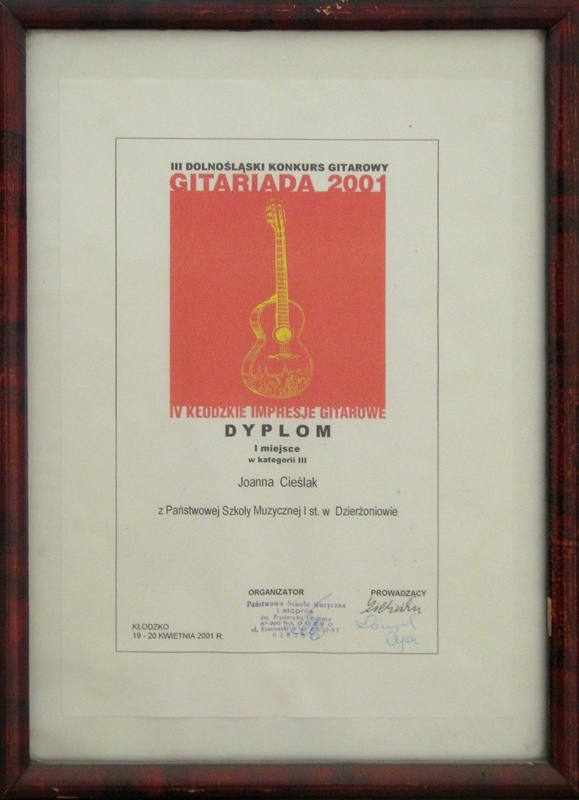 III DOLNOŚLĄSKI KONKURS GITAROWY
GITARIADA 2001
IV KŁODZKIE IMPRESJE GITAROWE
DYPLOM
I miejsce
w kategorii III
Joanna Cieślak
z Państwowej Szkoły Muzycznej I st. w Dzierżoniowie
ORGANIZATOR
PROWADZĄCY
Państwowa Szkoła Muzyczna
I stopnia
KŁODZKO
19 - 20 KWIETNIA 2001 R.